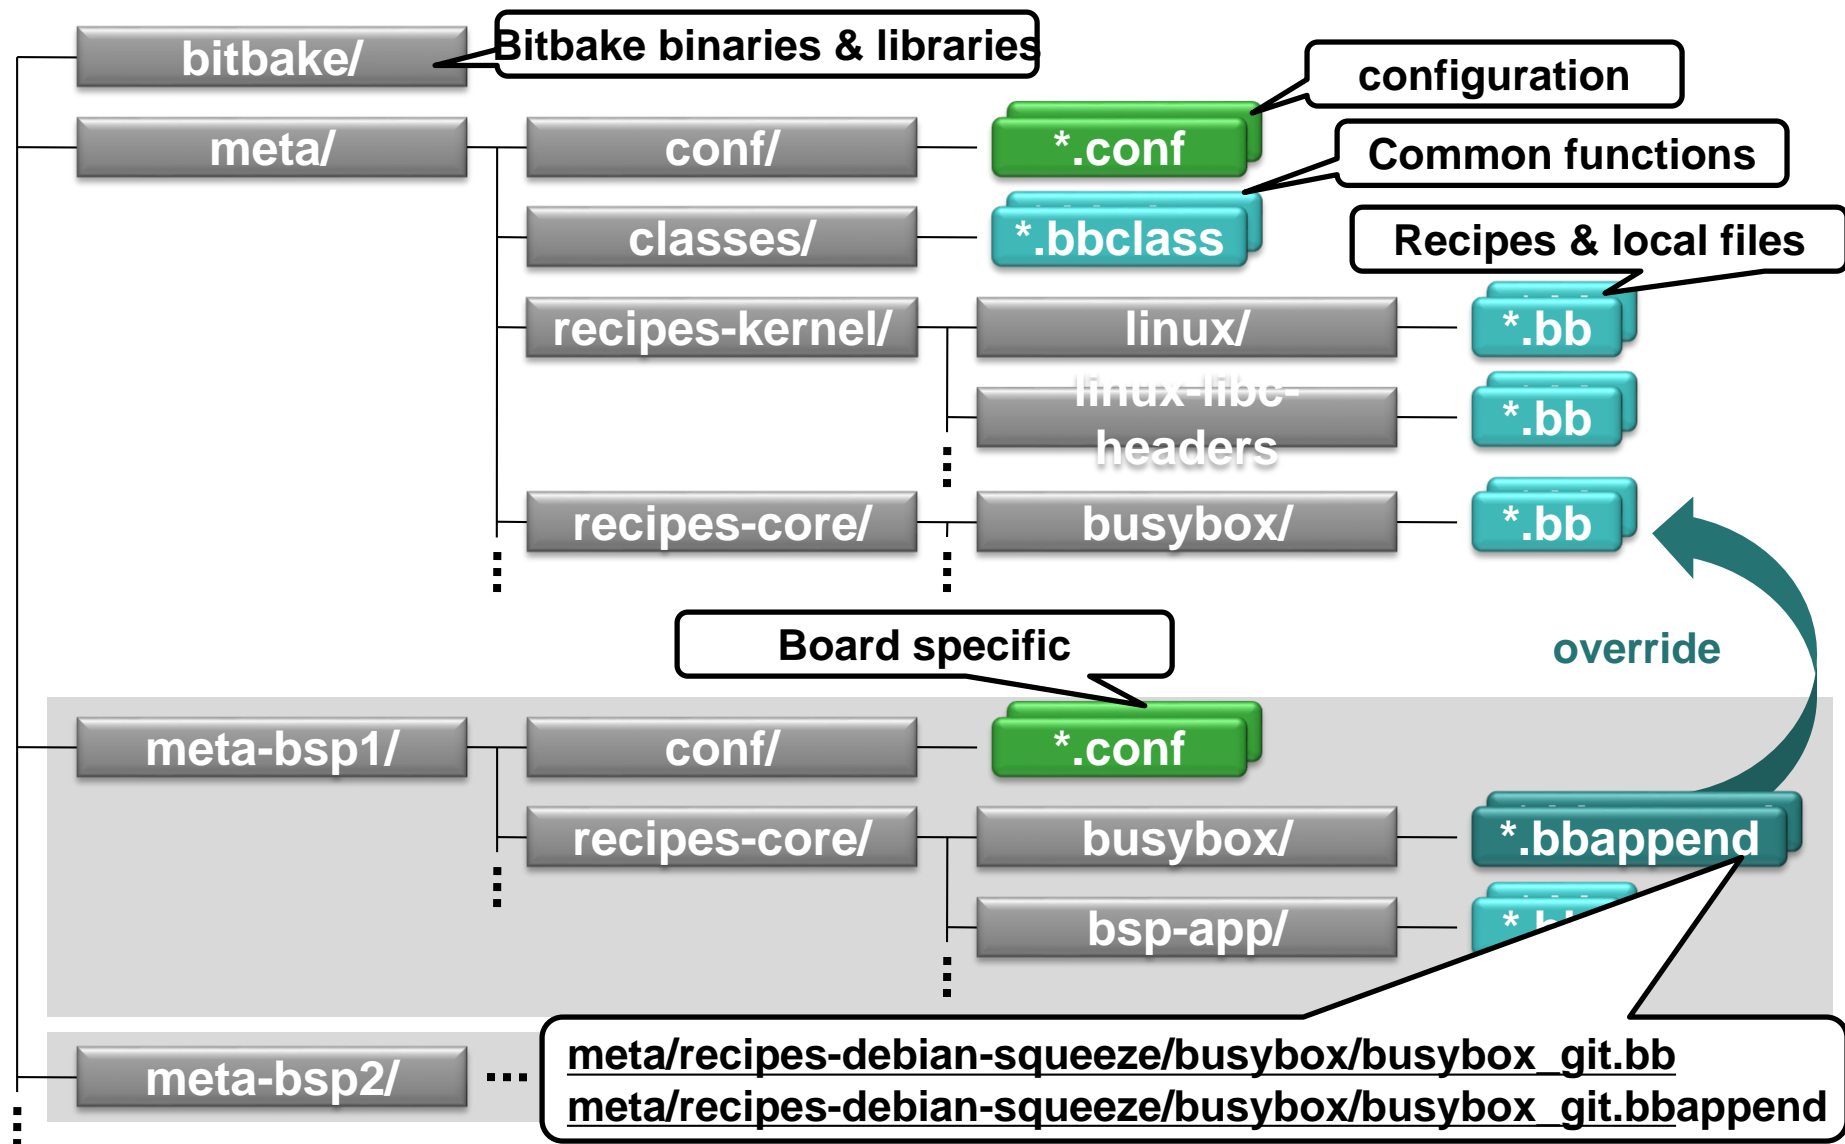 bitbake/
Bitbake binaries & libraries
configuration
meta/
conf/
*.conf
Common functions
classes/
*.bbclass
Recipes & local files
recipes-kernel/
linux/
*.bb
linux-libc-
headers
*.bb
recipes-core/
busybox/
*.bb
Board specific
override
meta-bsp1/
conf/
*.conf
recipes-core/
busybox/
*.bbappend
bsp-app/
meta-bsp2/
meta/recipes-debian-squeeze/busybox/busybox_git.bb
meta/recipes-debian-squeeze/busybox/busybox_git.bbappend